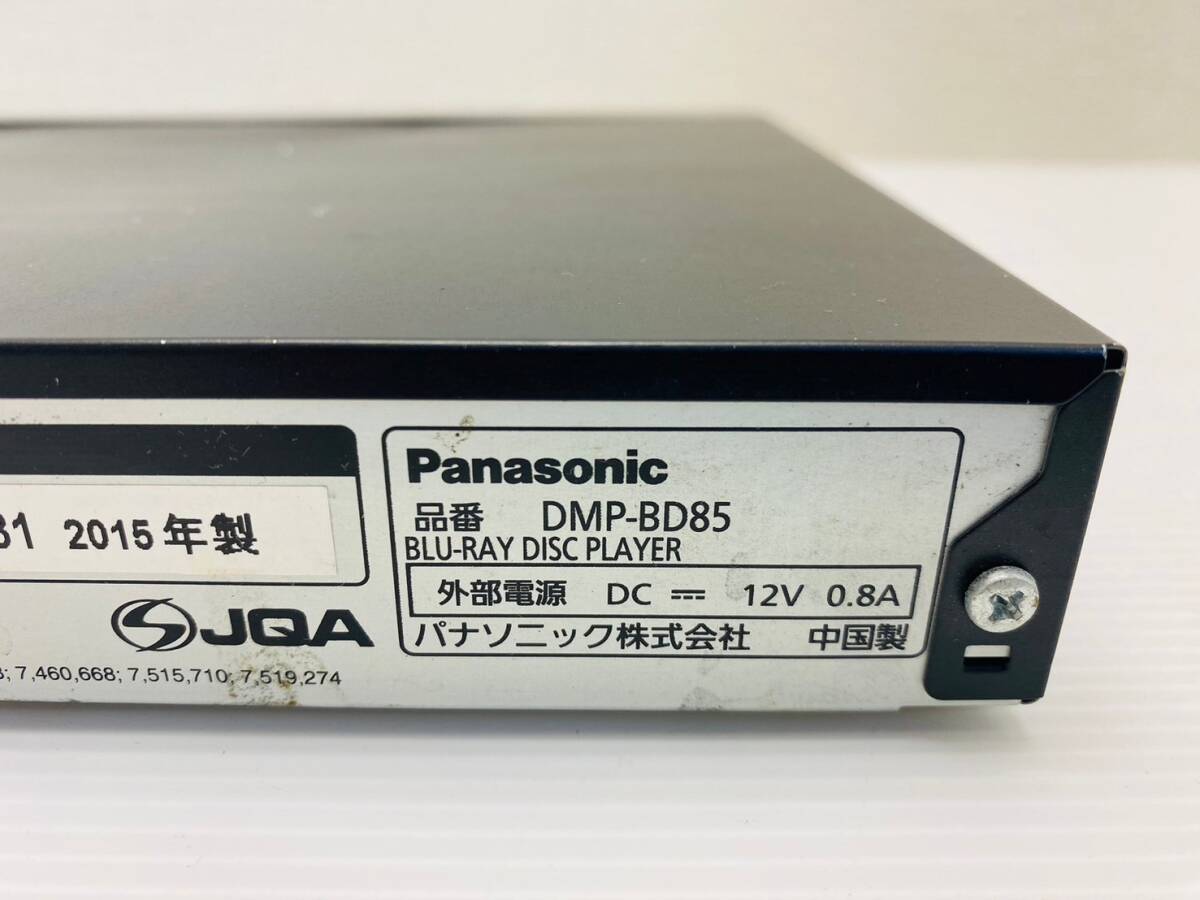 31 2015年製
JQA
7,460,668; 7,515,710; 7,519,274
Panasonic
品番 DMP-BD85
BLU-RAY DISC PLAYER
外部電源 DC ⎓ 12V 0.8A
パナソニック株式会社 中国製